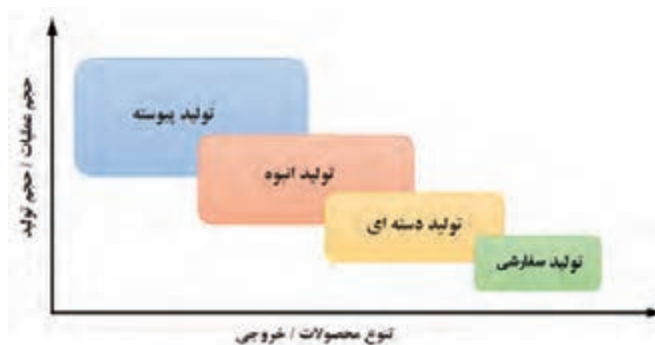 تولید پیوسته
تولید انبوه
تولید دسته ای
تولید سفارشی
حجم عملیات / حجم تولید
تنوع محصولات / خروجی